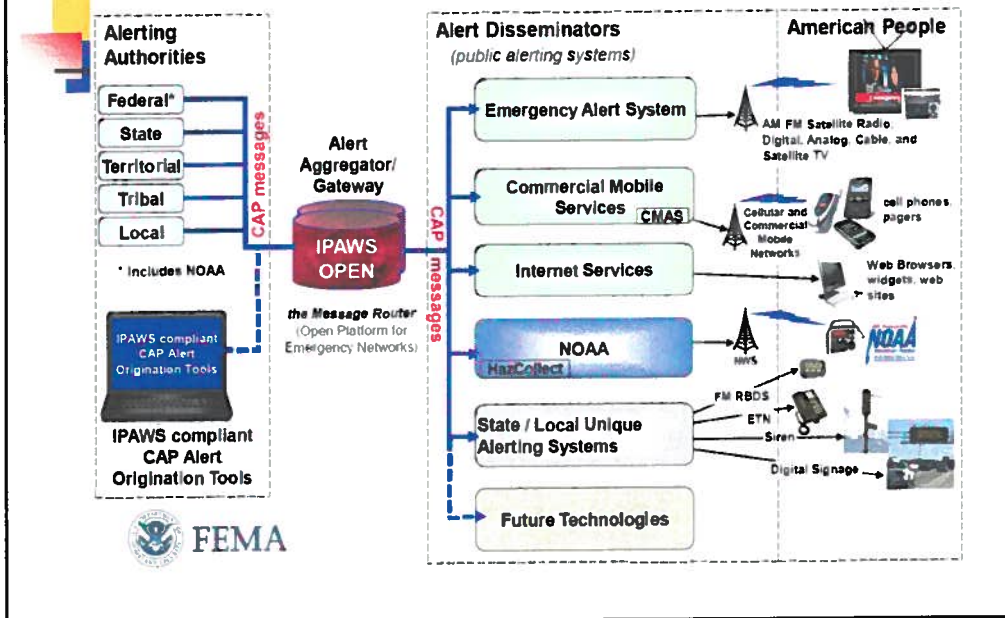 Alerting
Authorities
Federal*
State
Territorial
Tribal
Local
* Includes NOAA
CAP messages
IPAWS compliant
CAP Alert
Origination Tools
IPAWS compliant
CAP Alert
Origination Tools
FEMA
Alert
Aggregator/
Gateway
IPAWS
OPEN
the Message Router
(Open Platform for
Emergency Networks)
CAP messages
Alert Disseminators
(public alerting systems)
Emergency Alert System
Commercial Mobile
Services
CMAS
Internet Services
NOAA
HazCollect
State / Local Unique
Alerting Systems
Future Technologies
American People
AM FM Satellite Radio,
Digital, Analog, Cable, and
Satellite TV
Cellular and
Commercial
Mobile
Networks
cell phones,
pagers
Web Browsers,
widgets, web
sites
NWS
NOAA
FM RBDS
ETN
Siren
Digital Signage